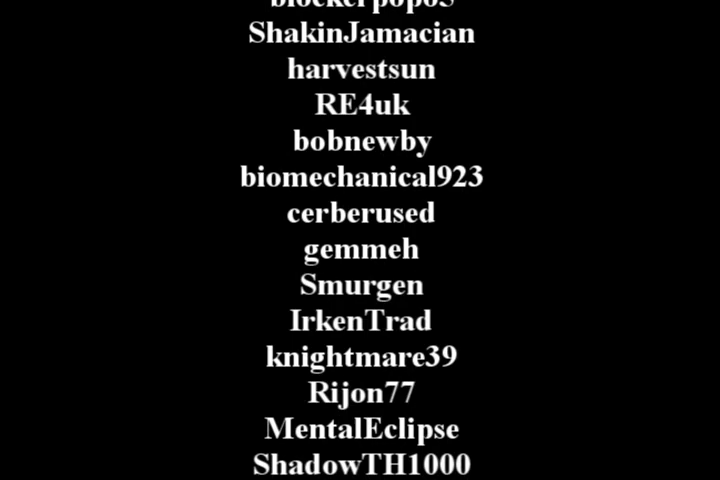 ShakinJamacian
harvestsun
RE4uk
bobnewby
biomechanical923
cerberused
gemmeh
Smurgen
IrkenTrad
knightmare39
Rijon77
MentalEclipse
ShadowTH1000